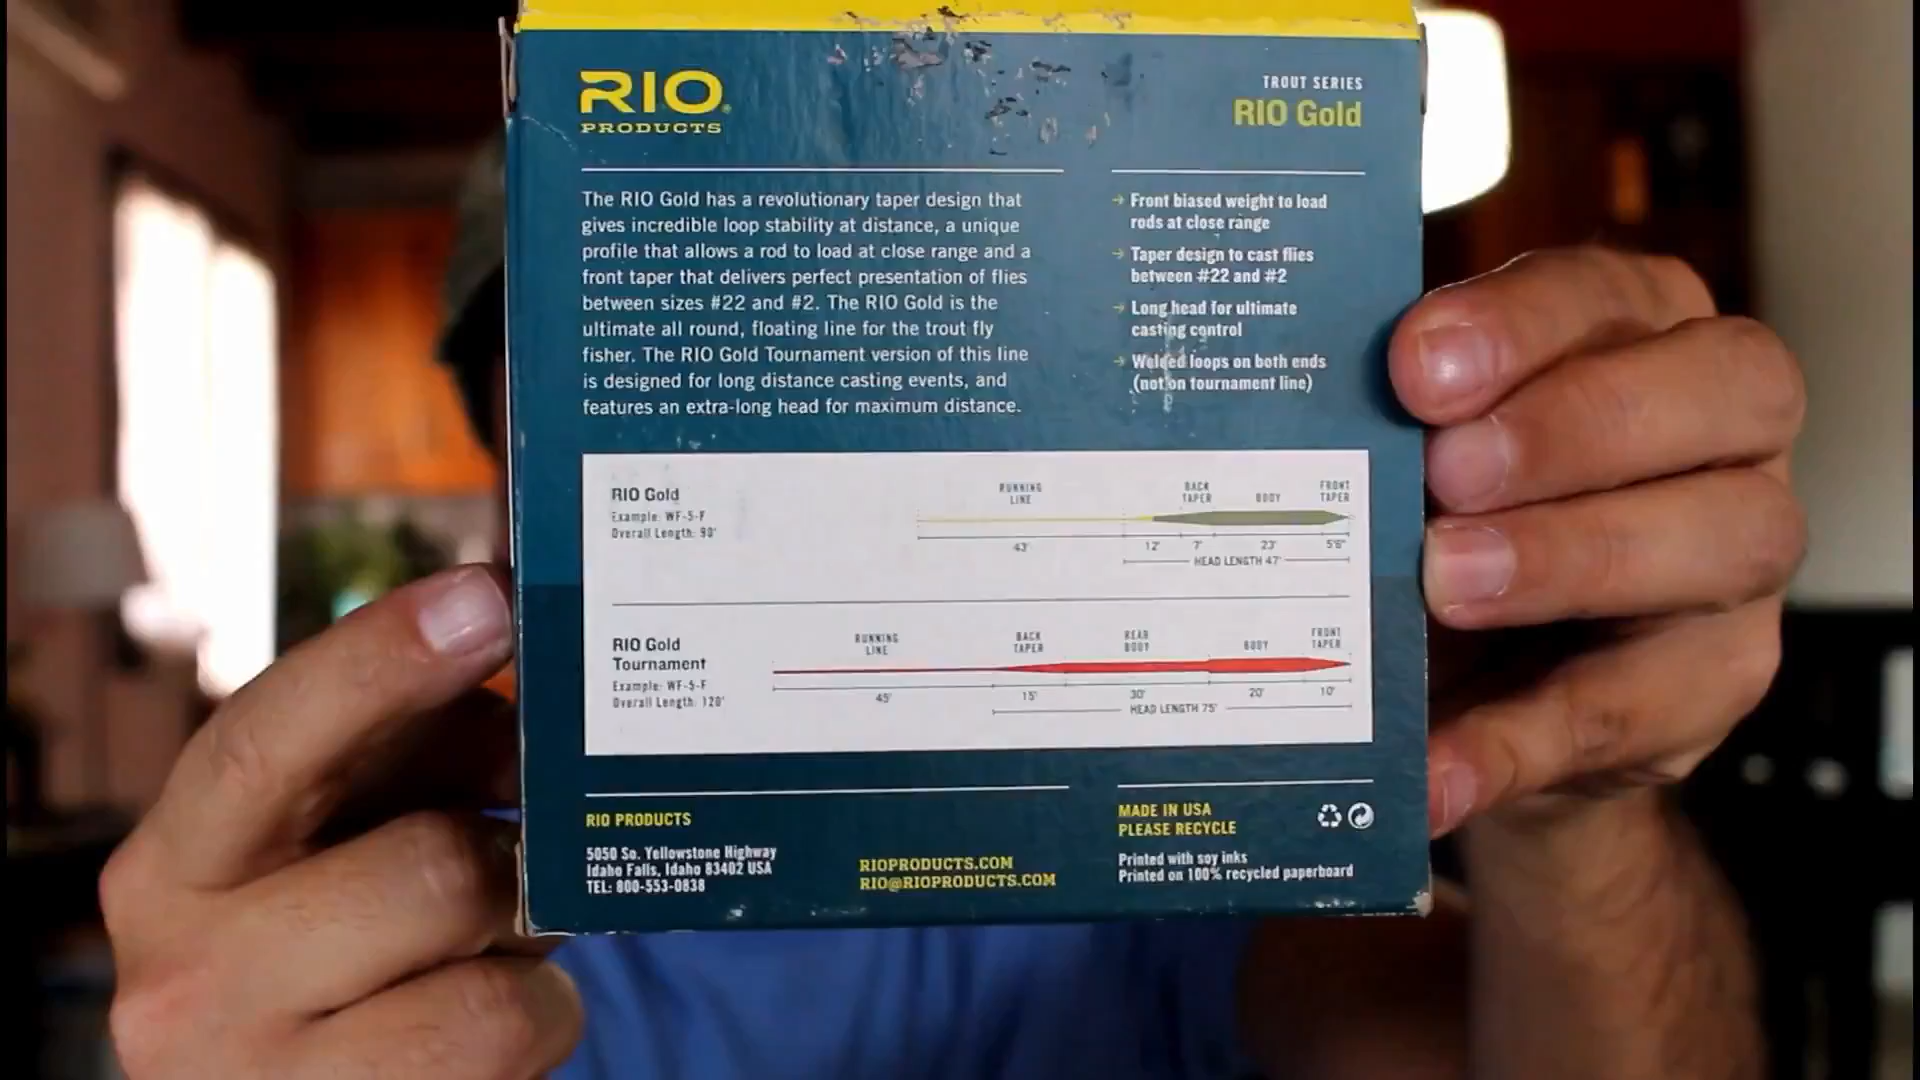 RIO
PRODUCTS
TROUT SERIES
RIO Gold
The RIO Gold has a revolutionary taper design that
gives incredible loop stability at distance, a unique
profile that allows a rod to load at close range and a
front taper that delivers perfect presentation of flies
between sizes #22 and #2. The RIO Gold is the
ultimate all round, floating line for the trout fly
fisher. The RIO Gold Tournament version of this line
is designed for long distance casting events, and
features an extra-long head for maximum distance.
→ Front biased weight to load
rods at close range
→ Taper design to cast flies
between #22 and #2
→ Long head for ultimate
casting control
→ Welded loops on both ends
(not on tournament line)
RIO Gold
Example: WF-5-F
Overall Length: 90'
RUNNING
LINE
BACK
TAPER
BODY
FRONT
TAPER
43'
12'
7'
23'
5'6"
HEAD LENGTH 47'
RIO Gold
Tournament
Example: WF-5-F
Overall Length: 120'
RUNNING
LINE
BACK
TAPER
REAR
BODY
BODY
FRONT
TAPER
45'
15'
30'
20'
10'
HEAD LENGTH 75'
RIO PRODUCTS
5050 So. Yellowstone Highway
Idaho Falls, Idaho 83402 USA
TEL: 800-553-0838
RIOPRODUCTS.COM
RIO@RIOPRODUCTS.COM
MADE IN USA
PLEASE RECYCLE
Printed with soy inks
Printed on 100% recycled paperboard